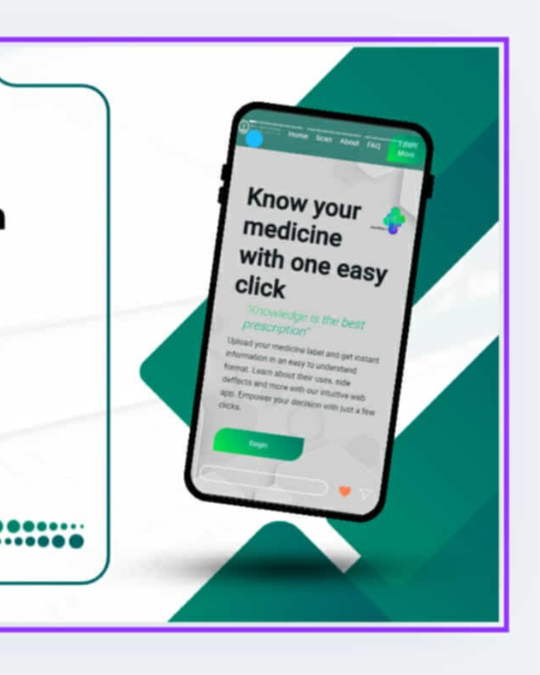 Home Scan About FAQ
More
Know your
medicine
with one easy
click
"Knowledge is the best
prescription"
Upload your medicine label and get instant
information in an easy to understand
format. Learn about their uses, side
deffects and more with our intuitive web
app. Empower your decision with just a few
clicks.